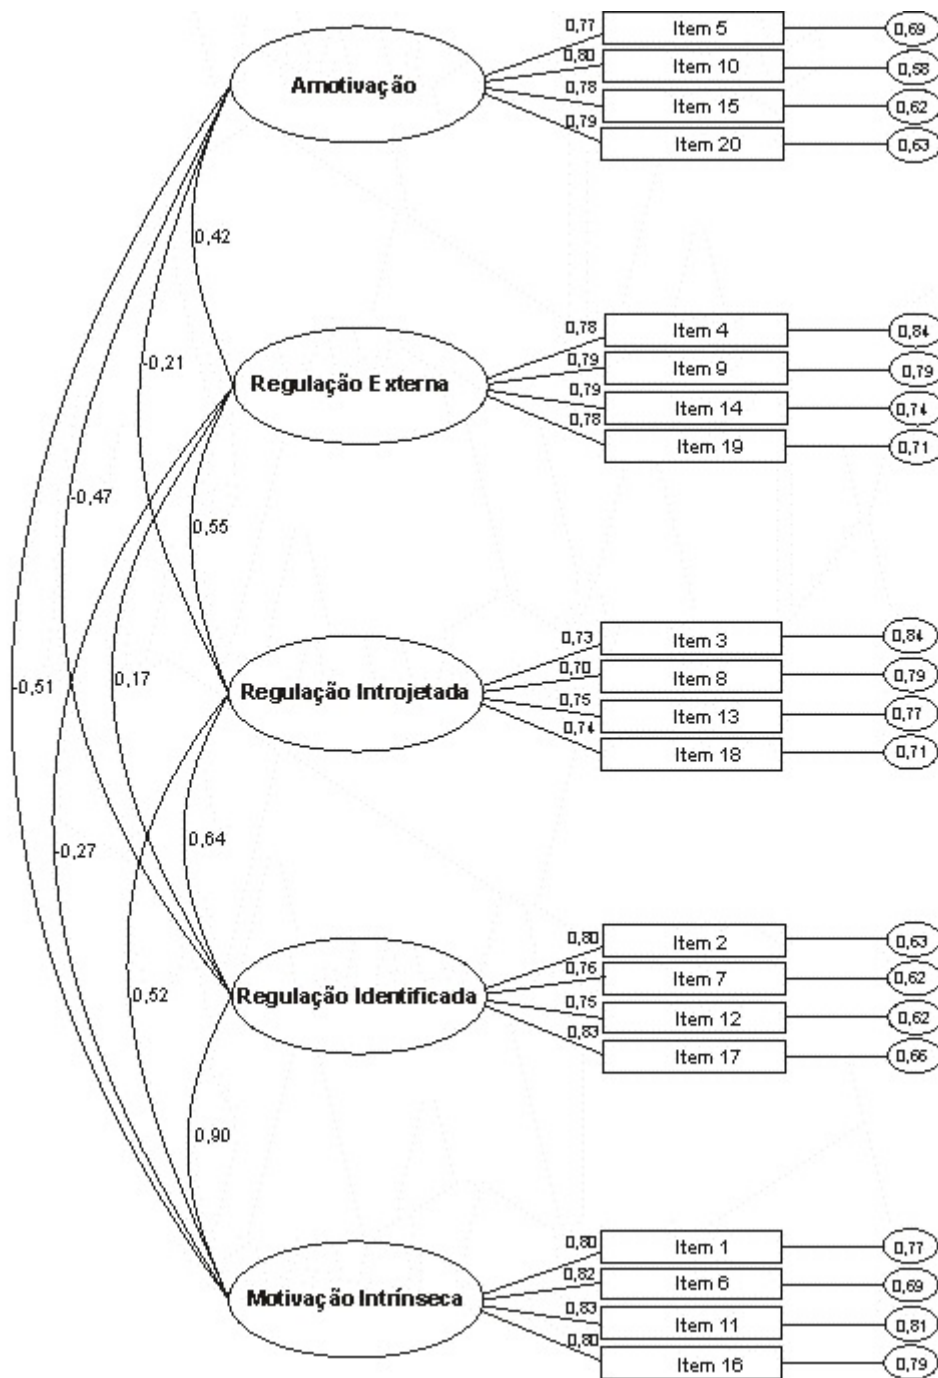 0,77 Item 5 0,69
0,80 Item 10 0,58
Amotivação
0,78 Item 15 0,62
0,79 Item 20 0,63
0,42
-0,21
0,78 Item 4 0,84
0,79 Item 9 0,79
Regulação Externa
0,79 Item 14 0,74
0,78 Item 19 0,71
-0,47
0,55
0,73 Item 3 0,84
0,70 Item 8 0,79
-0,51
0,17
Regulação Introjetada
0,75 Item 13 0,77
0,74 Item 18 0,71
-0,27
0,64
0,80 Item 2 0,63
0,76 Item 7 0,62
0,52
Regulação Identificada
0,75 Item 12 0,62
0,83 Item 17 0,66
0,90
0,80 Item 1 0,77
0,82 Item 6 0,69
Motivação Intrínseca
0,83 Item 11 0,81
0,80 Item 16 0,79